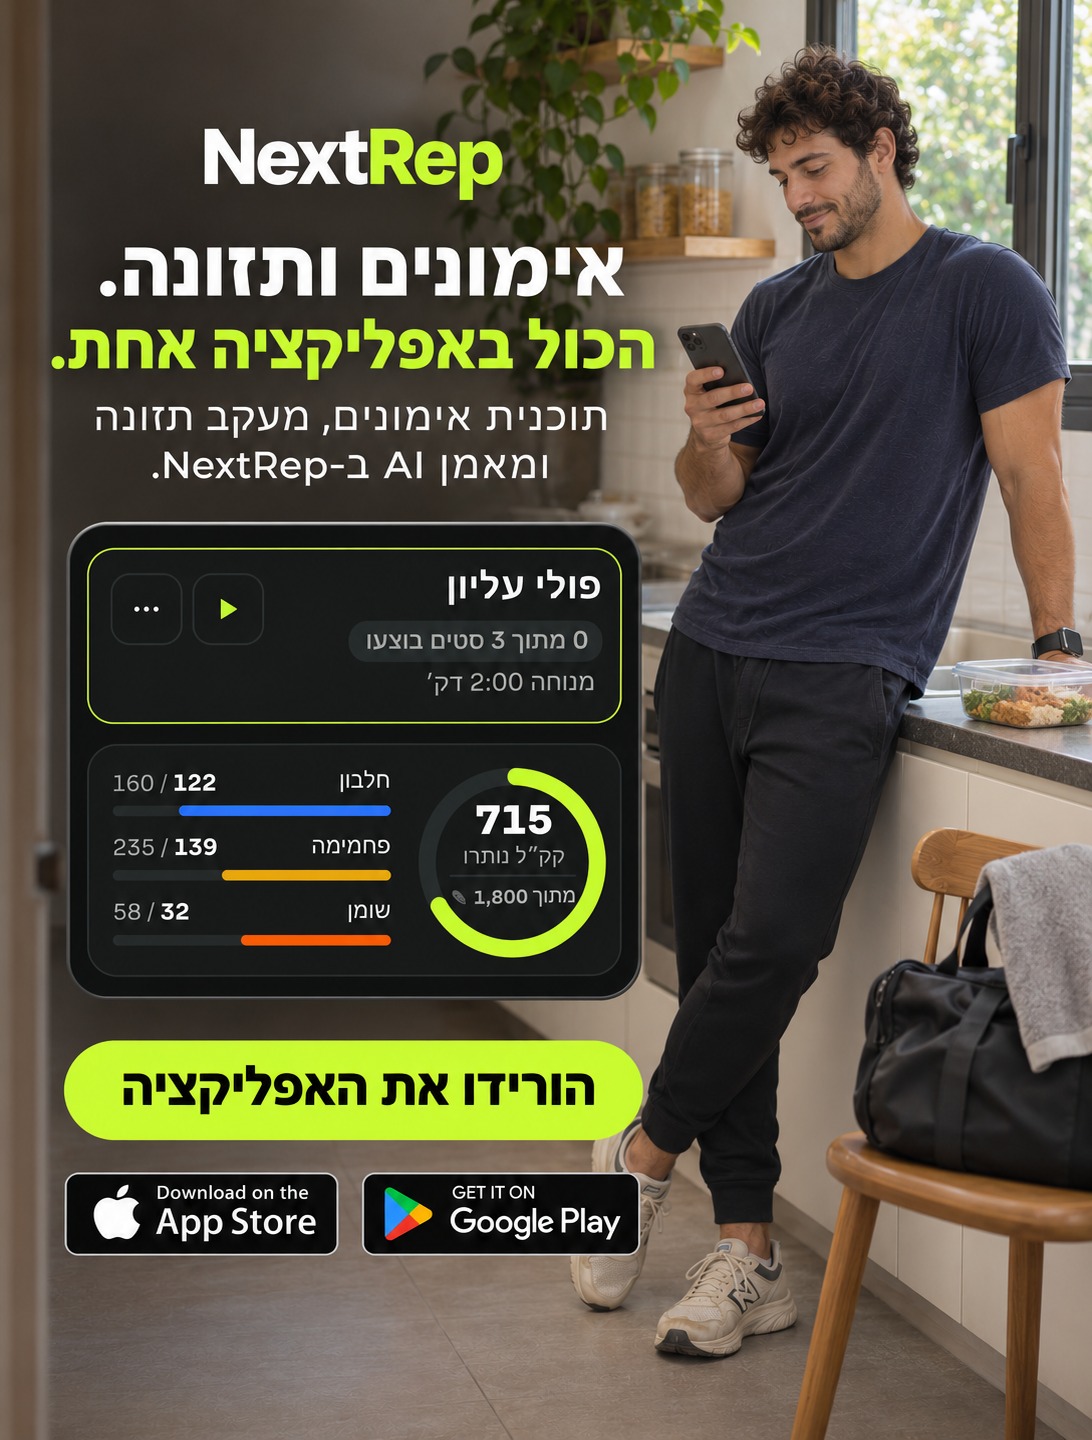 NextRep
אימונים ותזונה.
הכול באפליקציה אחת.
תוכנית אימונים, מעקב תזונה
ומאמן AI ב-NextRep.
פולי עליון
0 מתוך 3 סטים בוצעו
מנוחה 2:00 דק׳
715
קק״ל נותרו
מתוך 1,800
חלבון
122 / 160
פחמימה
139 / 235
שומן
32 / 58
הורידו את האפליקציה
Download on the
App Store
GET IT ON
Google Play
N